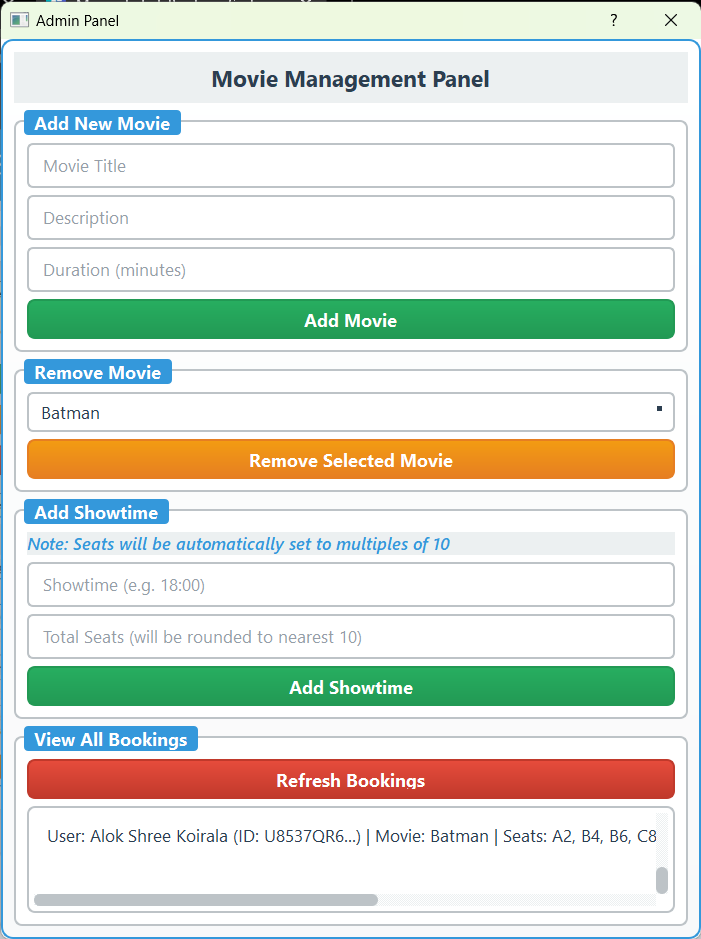 Admin Panel ?
Movie Management Panel
Add New Movie
Movie Title
Description
Duration (minutes)
Add Movie
Remove Movie
Batman
Remove Selected Movie
Add Showtime
Note: Seats will be automatically set to multiples of 10
Showtime (e.g. 18:00)
Total Seats (will be rounded to nearest 10)
Add Showtime
View All Bookings
Refresh Bookings
User: Alok Shree Koirala (ID: U8537QR6...) | Movie: Batman | Seats: A2, B4, B6, C8